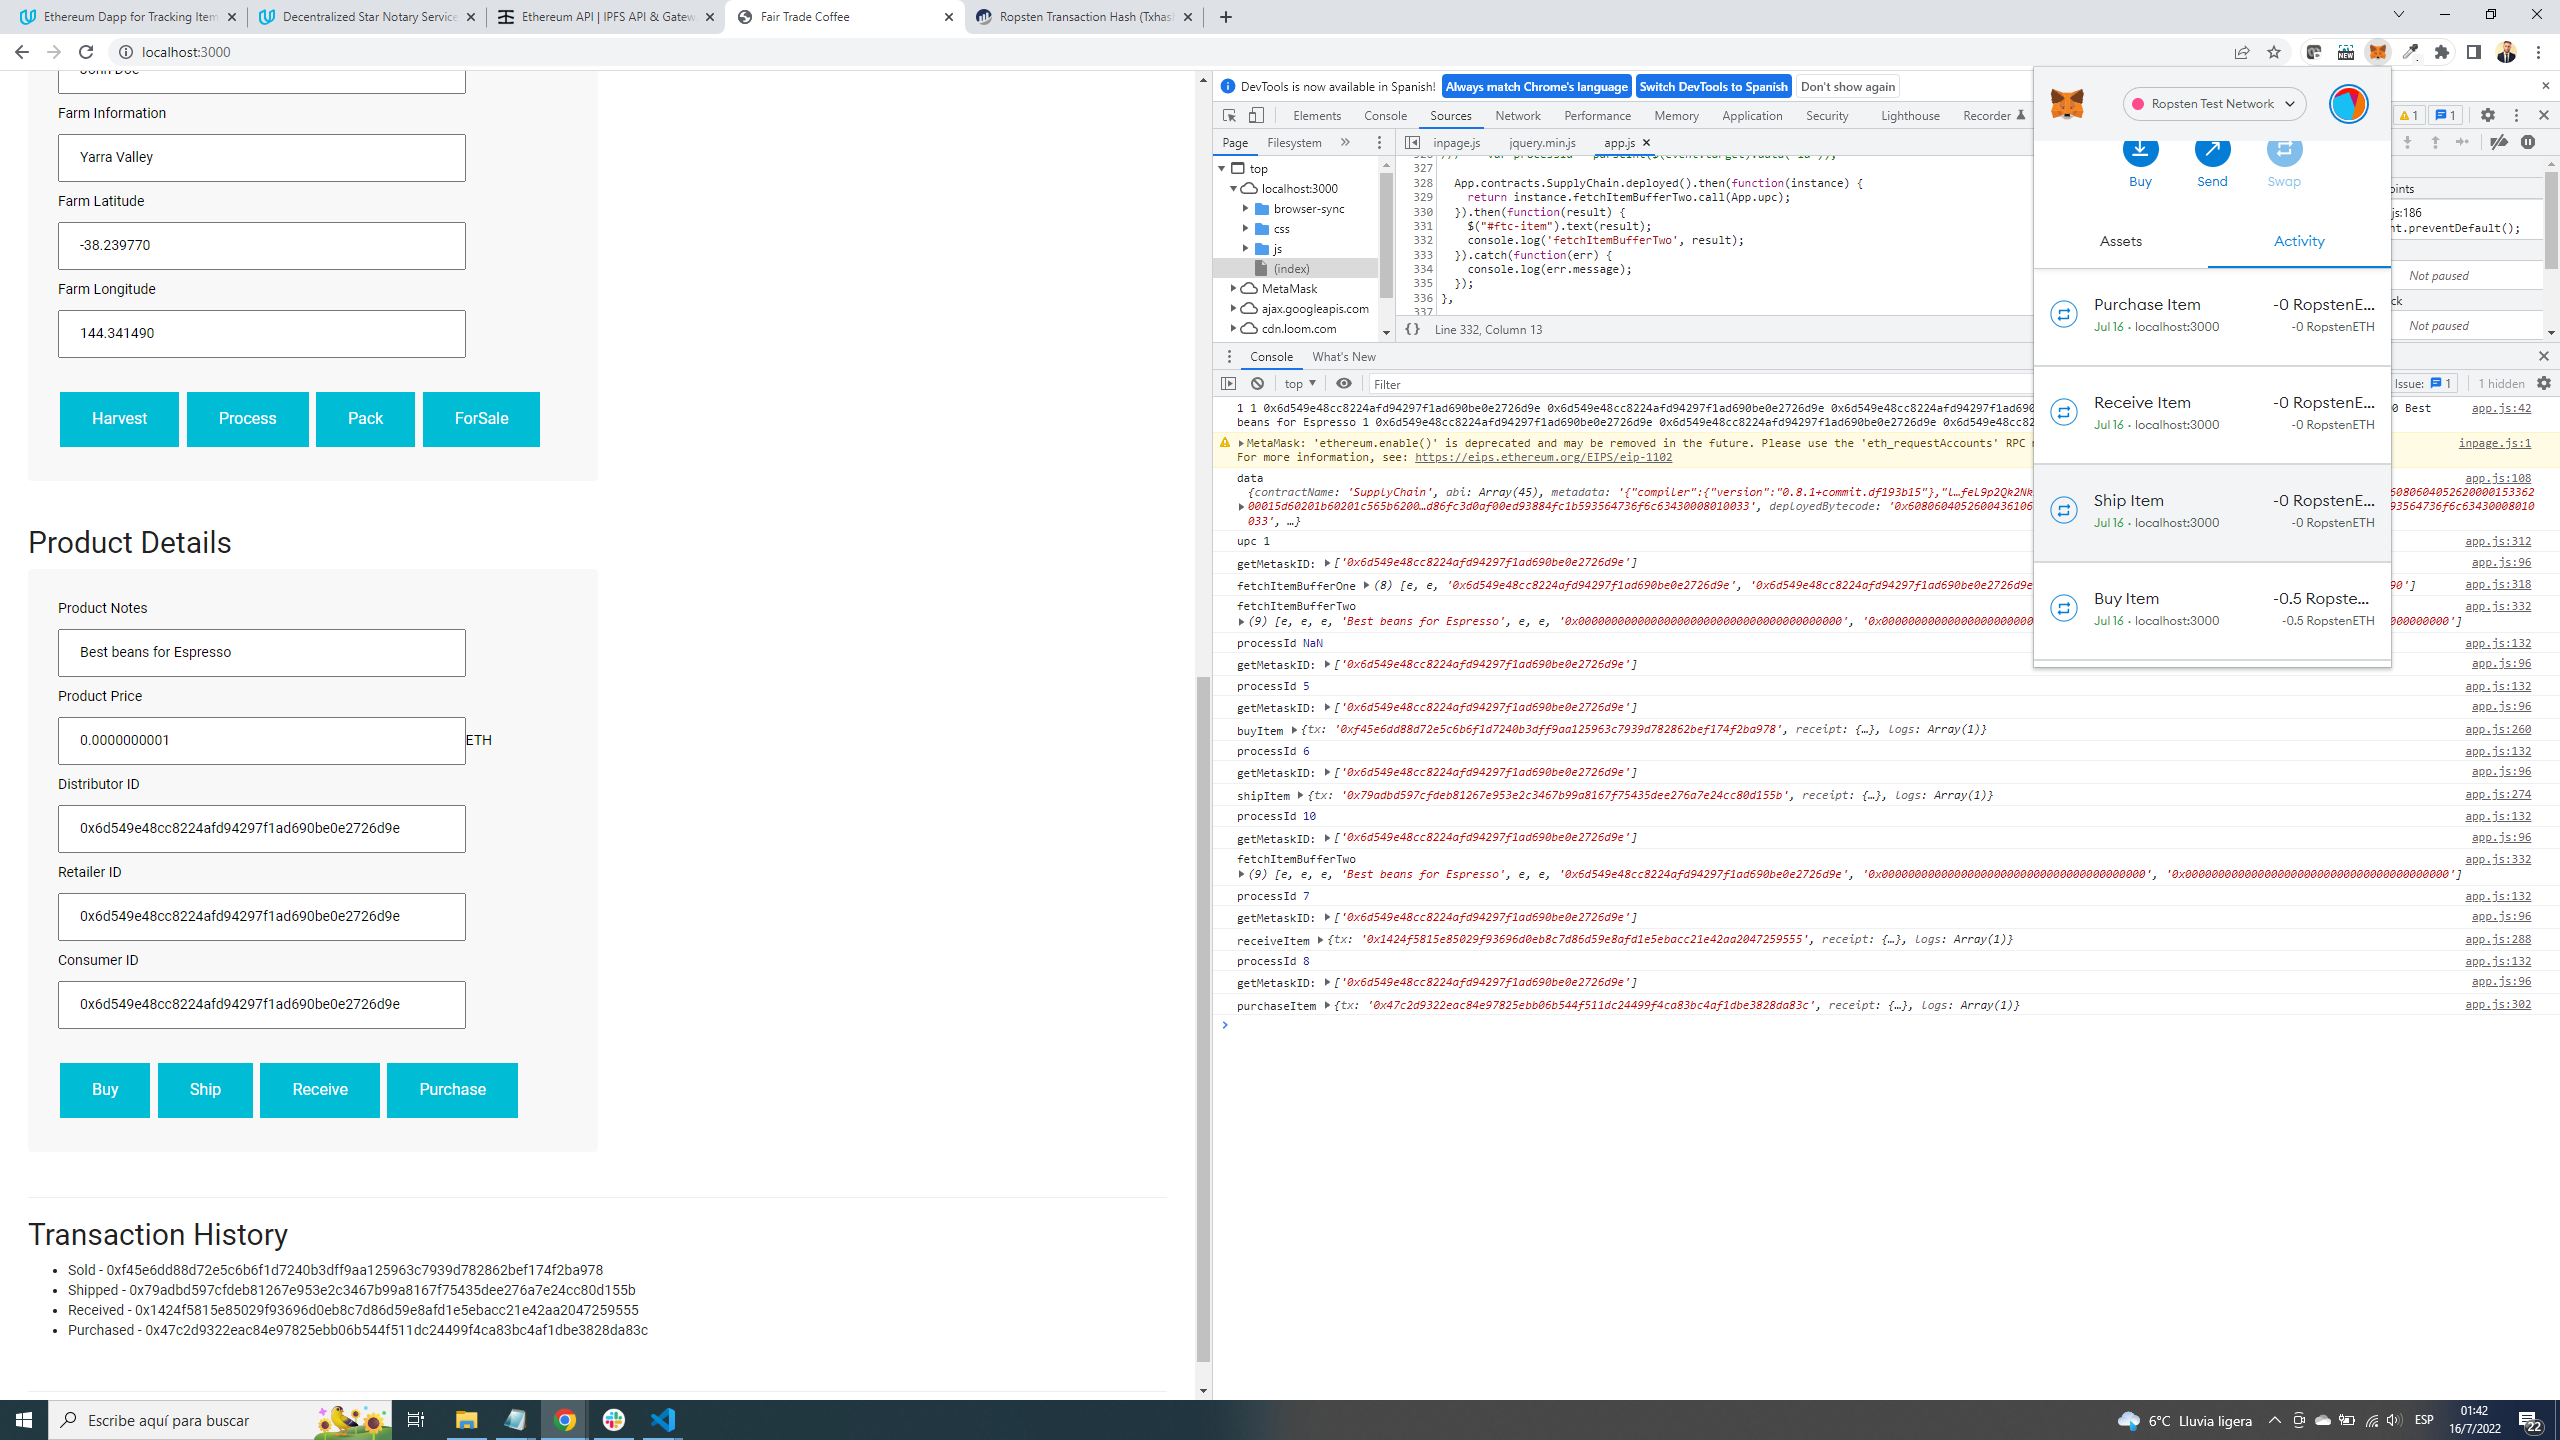 Ethereum Dapp for Tracking Item
Decentralized Star Notary Service
Ethereum API | IPFS API & Gatew
Fair Trade Coffee
Ropsten Transaction Hash (Txhas
localhost:3000
John Doe
Farm Information
Yarra Valley
Farm Latitude
-38.239770
Farm Longitude
144.341490
Harvest
Process
Pack
ForSale
Product Details
Product Notes
Best beans for Espresso
Product Price
0.0000000001
ETH
Distributor ID
0x6d549e48cc8224afd94297f1ad690be0e2726d9e
Retailer ID
0x6d549e48cc8224afd94297f1ad690be0e2726d9e
Consumer ID
0x6d549e48cc8224afd94297f1ad690be0e2726d9e
Buy
Ship
Receive
Purchase
Transaction History
Sold - 0xf45e6dd88d72e5c6b6f1d7240b3dff9aa125963c7939d782862bef174f2ba978
Shipped - 0x79adbd597cfdeb81267e953e2c3467b99a8167f75435dee276a7e24cc80d155b
Received - 0x1424f5815e85029f93696d0eb8c7d86d59e8afd1e5ebacc21e42aa2047259555
Purchased - 0x47c2d9322eac84e97825ebb06b544f511dc24499f4ca83bc4af1dbe3828da83c
DevTools is now available in Spanish!
Always match Chrome's language
Switch DevTools to Spanish
Don't show again
Elements
Console
Sources
Network
Performance
Memory
Application
Security
Lighthouse
Recorder
1
1
Page
Filesystem
inpage.js
jquery.min.js
app.js
top
localhost:3000
browser-sync
css
js
(index)
MetaMask
ajax.googleapis.com
cdn.loom.com
327
328 App.contracts.SupplyChain.deployed().then(function(instance) {
329 return instance.fetchItemBufferTwo.call(App.upc);
330 }).then(function(result) {
331 $("#ftc-item").text(result);
332 console.log('fetchItemBufferTwo', result);
333 }).catch(function(err) {
334 console.log(err.message);
335 });
336 },
337
{} Line 332, Column 13
oints
js:186
nt.preventDefault();
Not paused
ck
Not paused
Ropsten Test Network
Buy
Send
Swap
Assets
Activity
Purchase Item -0 RopstenE...
Jul 16 · localhost:3000 -0 RopstenETH
Receive Item -0 RopstenE...
Jul 16 · localhost:3000 -0 RopstenETH
Ship Item -0 RopstenE...
Jul 16 · localhost:3000 -0 RopstenETH
Buy Item -0.5 Ropste...
Jul 16 · localhost:3000 -0.5 RopstenETH
Console
What's New
top
Filter
Issue: 1
1 hidden
1 1 0x6d549e48cc8224afd94297f1ad690be0e2726d9e 0x6d549e48cc8224afd94297f1ad690be0e2726d9e 0x6d549e48cc8224afd94297f1ad690 0 Best app.js:42
beans for Espresso 1 0x6d549e48cc8224afd94297f1ad690be0e2726d9e 0x6d549e48cc8224afd94297f1ad690be0e2726d9e 0x6d549e48cc82
MetaMask: 'ethereum.enable()' is deprecated and may be removed in the future. Please use the 'eth_requestAccounts' RPC inpage.js:1
For more information, see: https://eips.ethereum.org/EIPS/eip-1102
data app.js:108
{contractName: 'SupplyChain', abi: Array(45), metadata: '{"compiler":{"version":"0.8.1+commit.df193b15"},"l…feL9p2Qk2Nk 6080604052620000153362
00015d60201b60201c565b6200…d86fc3d0af00ed93884fc1b593564736f6c63430008010033', deployedBytecode: '0x6080604052600436106 93564736f6c63430008010
033', …}
upc 1 app.js:312
getMetaskID: ['0x6d549e48cc8224afd94297f1ad690be0e2726d9e'] app.js:96
fetchItemBufferOne (8) [e, e, '0x6d549e48cc8224afd94297f1ad690be0e2726d9e', '0x6d549e48cc8224afd94297f1ad690be0e2726d9e 90'] app.js:318
fetchItemBufferTwo app.js:332
(9) [e, e, e, 'Best beans for Espresso', e, e, '0x0000000000000000000000000000000000000000', '0x00000000000000000000000 000000000']
processId NaN app.js:132
getMetaskID: ['0x6d549e48cc8224afd94297f1ad690be0e2726d9e'] app.js:96
processId 5 app.js:132
getMetaskID: ['0x6d549e48cc8224afd94297f1ad690be0e2726d9e'] app.js:96
buyItem {tx: '0xf45e6dd88d72e5c6b6f1d7240b3dff9aa125963c7939d782862bef174f2ba978', receipt: {…}, logs: Array(1)} app.js:260
processId 6 app.js:132
getMetaskID: ['0x6d549e48cc8224afd94297f1ad690be0e2726d9e'] app.js:96
shipItem {tx: '0x79adbd597cfdeb81267e953e2c3467b99a8167f75435dee276a7e24cc80d155b', receipt: {…}, logs: Array(1)} app.js:274
processId 10 app.js:132
getMetaskID: ['0x6d549e48cc8224afd94297f1ad690be0e2726d9e'] app.js:96
fetchItemBufferTwo app.js:332
(9) [e, e, e, 'Best beans for Espresso', e, e, '0x6d549e48cc8224afd94297f1ad690be0e2726d9e', '0x0000000000000000000000000000000000000000', '0x0000000000000000000000000000000000000000']
processId 7 app.js:132
getMetaskID: ['0x6d549e48cc8224afd94297f1ad690be0e2726d9e'] app.js:96
receiveItem {tx: '0x1424f5815e85029f93696d0eb8c7d86d59e8afd1e5ebacc21e42aa2047259555', receipt: {…}, logs: Array(1)} app.js:288
processId 8 app.js:132
getMetaskID: ['0x6d549e48cc8224afd94297f1ad690be0e2726d9e'] app.js:96
purchaseItem {tx: '0x47c2d9322eac84e97825ebb06b544f511dc24499f4ca83bc4af1dbe3828da83c', receipt: {…}, logs: Array(1)} app.js:302
Escribe aquí para buscar
6°C Lluvia ligera
ESP
01:42
16/7/2022
22